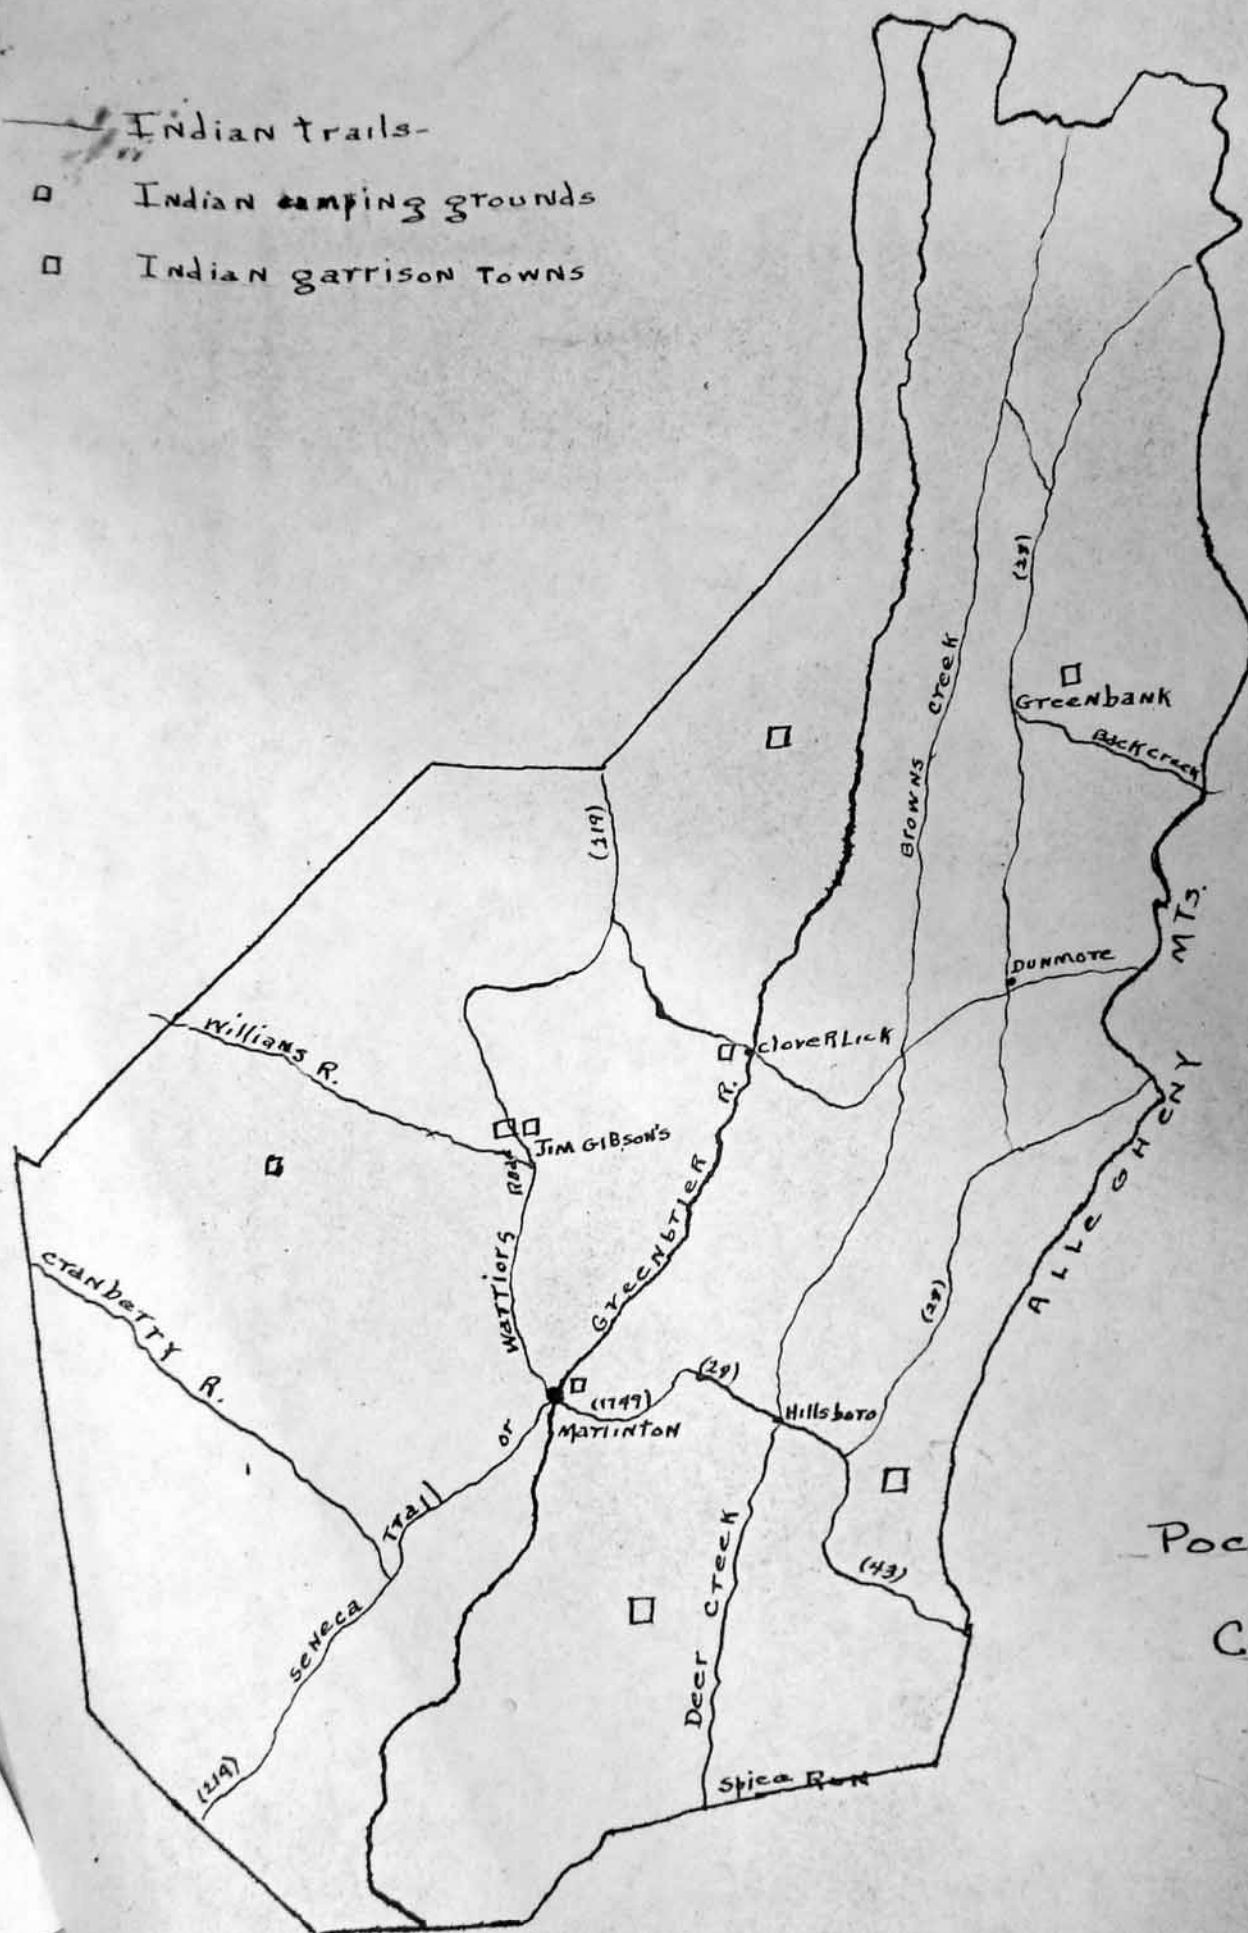 Indian trails-
Indian camping grounds
Indian garrison towns
(28)
Browns Creek
Greenbank
Back creek
(219)
Dunmore
MTS.
Williams R.
CloverLick
Jim Gibson's
Greenbrier R.
Alleghcny
Warriors Road
Cranberry R.
(28)
(1749)
(28)
Marlinton
Hillsboro
or
Trail
Seneca
(219)
Deer Creek
(43)
Poc
C
Spice Run